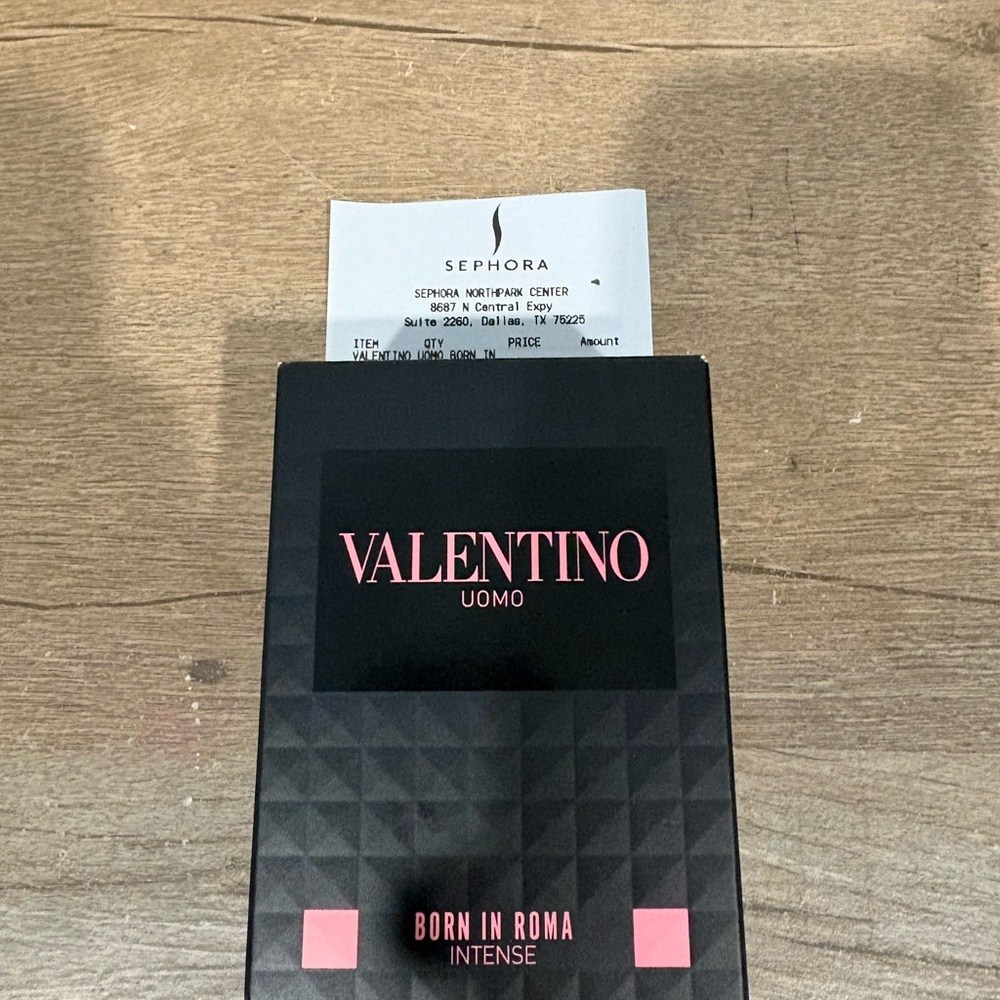 SEPHORA
SEPHORA NORTHPARK CENTER
8687 N Central Expy
Suite 2260, Dallas, TX 75225
ITEM QTY PRICE Amount
VALENTINO UOMO BORN IN
VALENTINO
UOMO
BORN IN ROMA
INTENSE